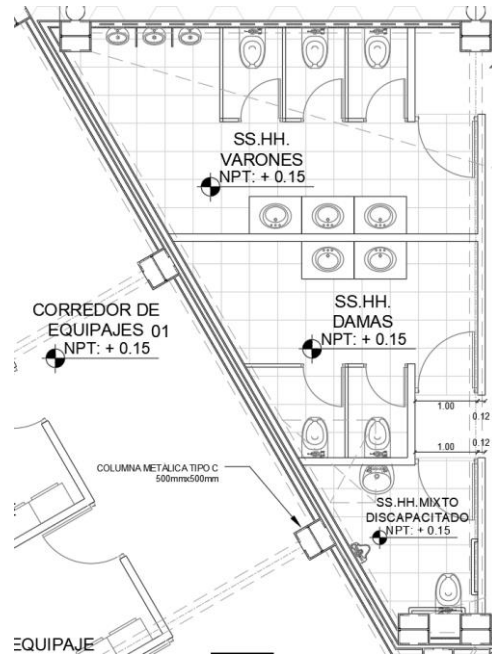 SS.HH.
VARONES
NPT: + 0.15
CORREDOR DE
EQUIPAJES 01
NPT: + 0.15
SS.HH.
DAMAS
NPT: + 0.15
1.00
0.12
1.00
0.12
COLUMNA METÁLICA TIPO C
500mmx500mm
SS.HH.MIXTO
DISCAPACITADO
NPT: + 0.15
EQUIPAJE